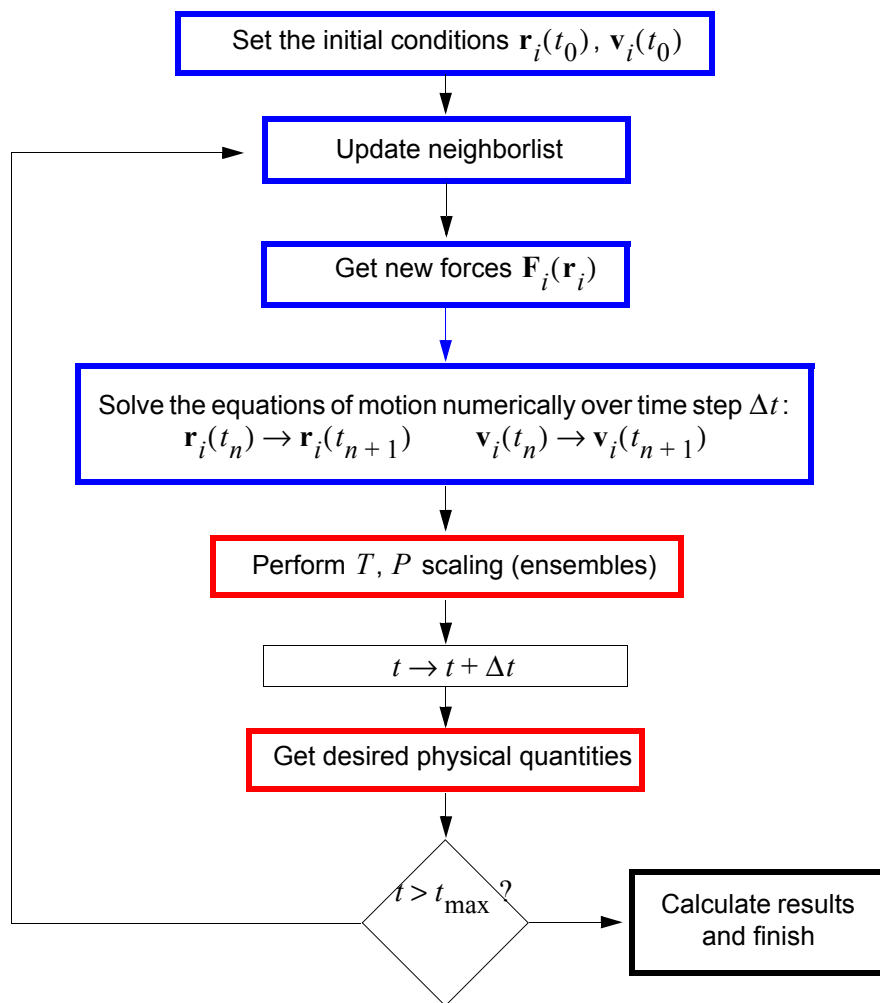 Set the initial conditions r_i(t_0), v_i(t_0)
Update neighborlist
Get new forces F_i(r_i)
Solve the equations of motion numerically over time step Δt:
r_i(t_n) → r_i(t_{n+1}) v_i(t_n) → v_i(t_{n+1})
Perform T, P scaling (ensembles)
t → t + Δt
Get desired physical quantities
t > t_max ?
Calculate results
and finish